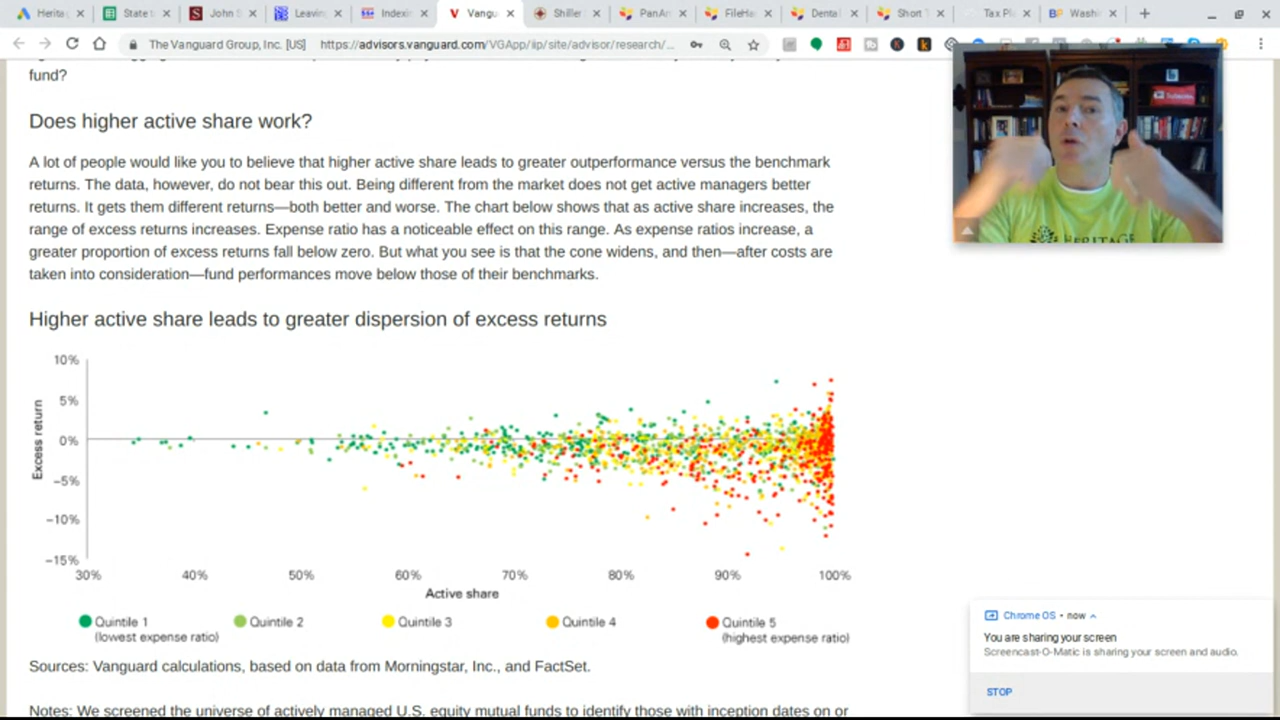 Herita
State t
John E
Leavin
Indexin
Vangu
Shiller
PanAn
FileHa
Denta
Short T
Tax Pl
Washi
The Vanguard Group, Inc. [US]
https://advisors.vanguard.com/VGApp/iip/site/advisor/research/...
fund?
Does higher active share work?
A lot of people would like you to believe that higher active share leads to greater outperformance versus the benchmark
returns. The data, however, do not bear this out. Being different from the market does not get active managers better
returns. It gets them different returns—both better and worse. The chart below shows that as active share increases, the
range of excess returns increases. Expense ratio has a noticeable effect on this range. As expense ratios increase, a
greater proportion of excess returns fall below zero. But what you see is that the cone widens, and then—after costs are
taken into consideration—fund performances move below those of their benchmarks.
Higher active share leads to greater dispersion of excess returns
10%
5%
0%
−5%
−10%
−15%
Excess return
30% 40% 50% 60% 70% 80% 90% 100%
Active share
Quintile 1
(lowest expense ratio)
Quintile 2
Quintile 3
Quintile 4
Quintile 5
(highest expense ratio)
Sources: Vanguard calculations, based on data from Morningstar, Inc., and FactSet.
Notes: We screened the universe of actively managed U.S. equity mutual funds to identify those with inception dates on or
HERITAGE
Chrome OS • now
You are sharing your screen
Screencast-O-Matic is sharing your screen and audio.
STOP